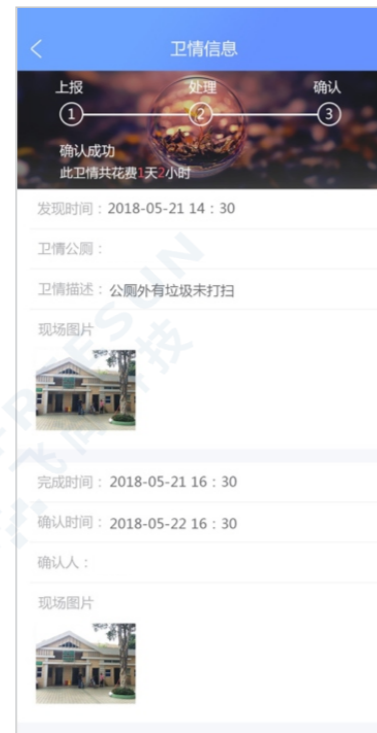 卫情信息
上报 处理 确认
1 2 3
确认成功
此卫情共花费1天2小时
发现时间：2018-05-21 14：30
卫情公厕：
卫情描述：公厕外有垃圾未打扫
现场图片
完成时间：2018-05-21 16：30
确认时间：2018-05-22 16：30
确认人：
现场图片